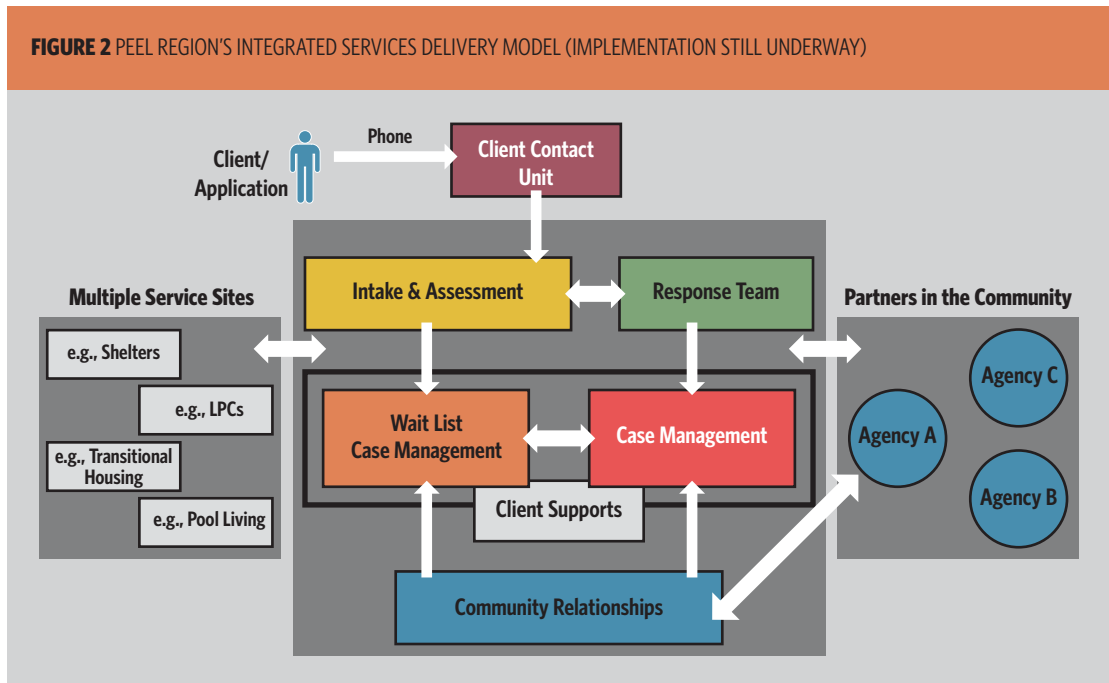 FIGURE 2 PEEL REGION'S INTEGRATED SERVICES DELIVERY MODEL (IMPLEMENTATION STILL UNDERWAY)
Client/
Application
Phone
Client Contact
Unit
Multiple Service Sites
e.g., Shelters
e.g., LPCs
e.g., Transitional
Housing
e.g., Pool Living
Intake & Assessment
Response Team
Wait List
Case Management
Case Management
Client Supports
Community Relationships
Partners in the Community
Agency C
Agency A
Agency B